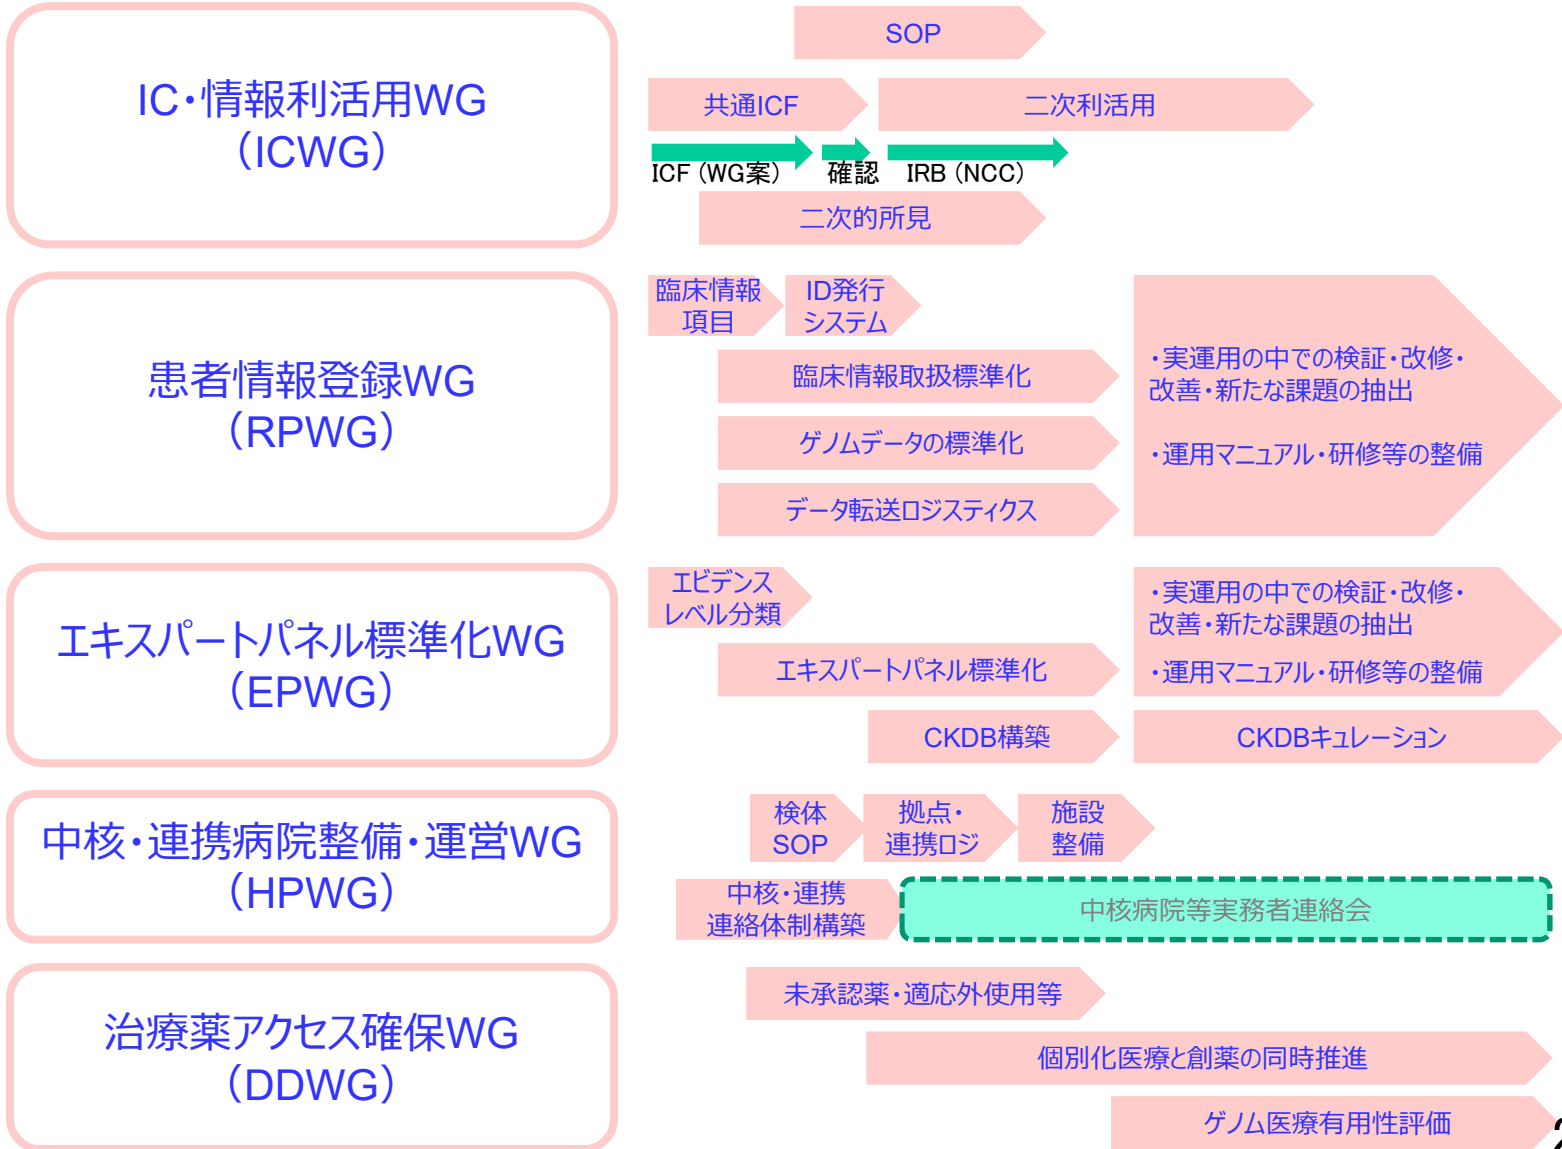 IC・情報利活用WG
（ICWG）
SOP
共通ICF
二次利活用
ICF (WG案)
確認
IRB (NCC)
二次的所見
患者情報登録WG
（RPWG）
臨床情報
項目
ID発行
システム
臨床情報取扱標準化
ゲノムデータの標準化
データ転送ロジスティクス
・実運用の中での検証・改修・
改善・新たな課題の抽出
・運用マニュアル・研修等の整備
エキスパートパネル標準化WG
（EPWG）
エビデンス
レベル分類
エキスパートパネル標準化
CKDB構築
・実運用の中での検証・改修・
改善・新たな課題の抽出
・運用マニュアル・研修等の整備
CKDBキュレーション
中核・連携病院整備・運営WG
（HPWG）
検体
SOP
拠点・
連携ロジ
施設
整備
中核・連携
連絡体制構築
中核病院等実務者連絡会
治療薬アクセス確保WG
（DDWG）
未承認薬・適応外使用等
個別化医療と創薬の同時推進
ゲノム医療有用性評価